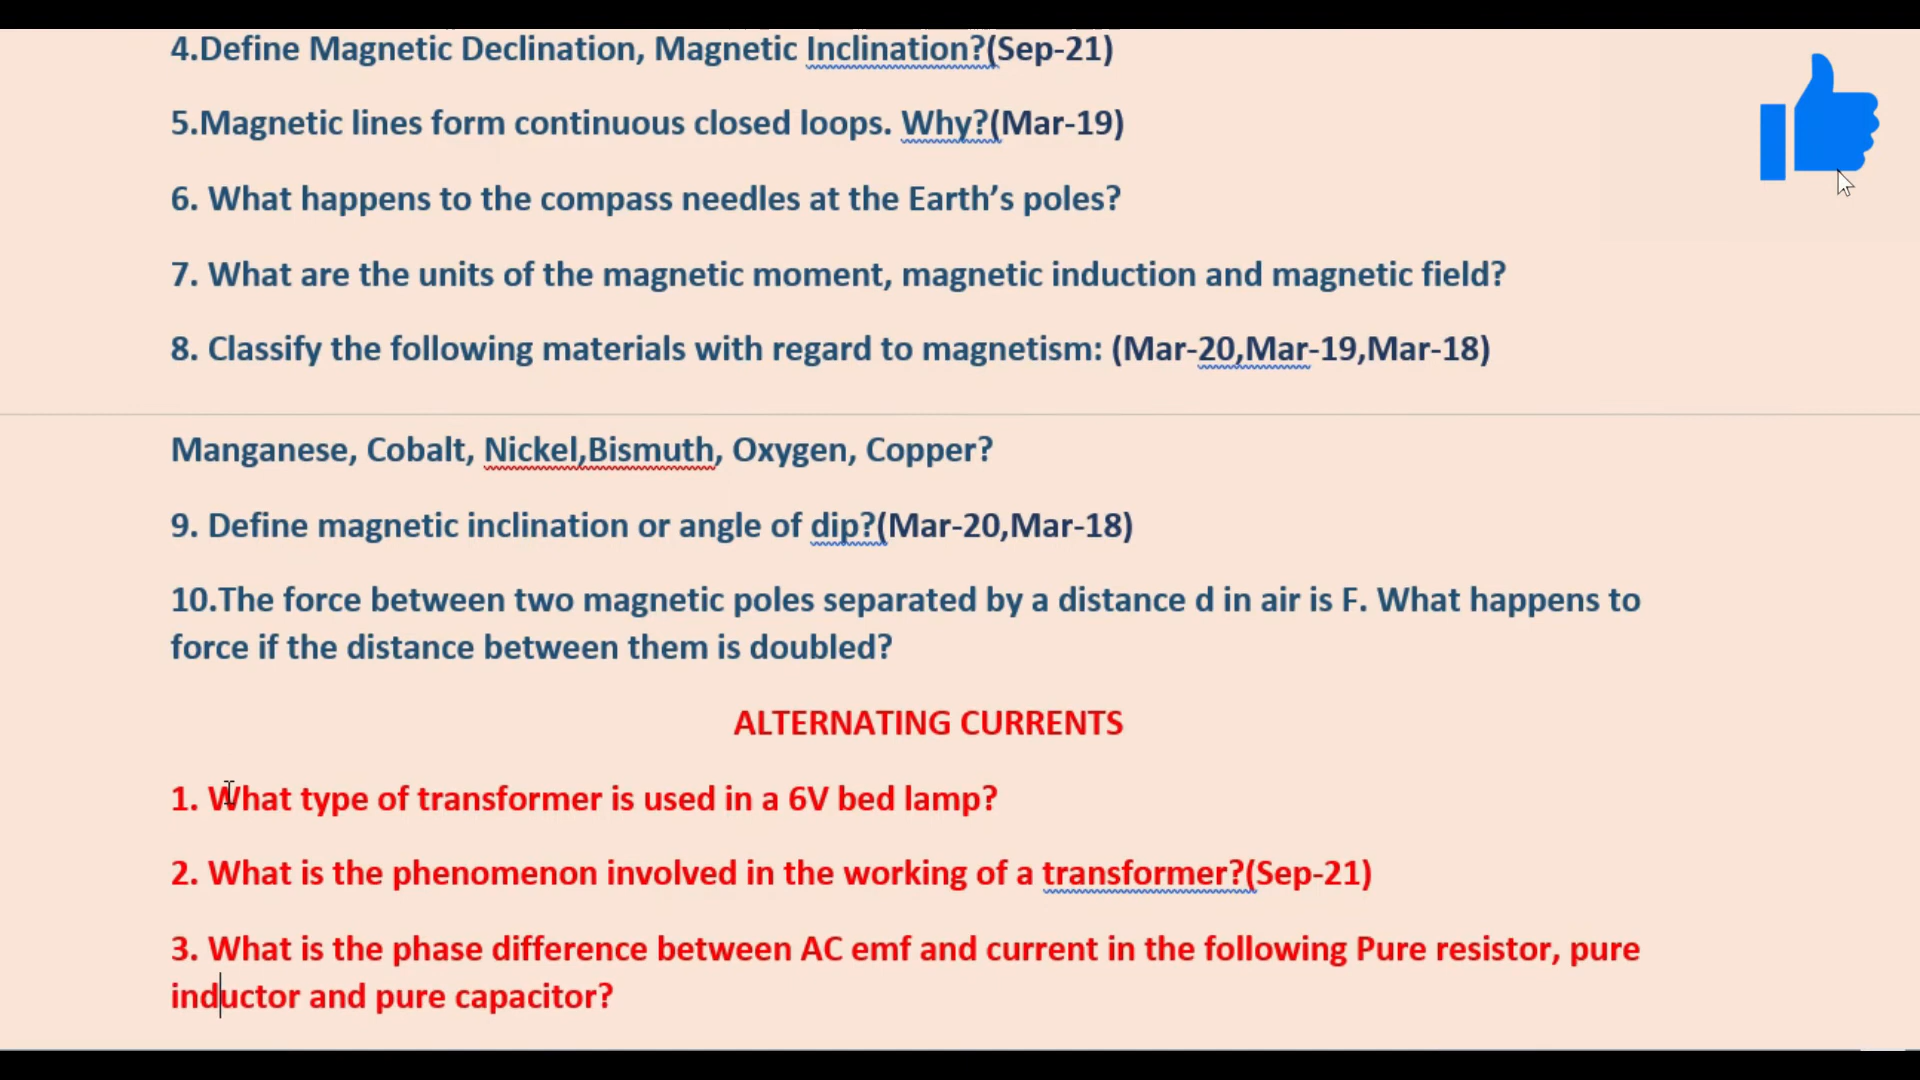 4.Define Magnetic Declination, Magnetic Inclination?(Sep-21)
5.Magnetic lines form continuous closed loops. Why?(Mar-19)
6. What happens to the compass needles at the Earth’s poles?
7. What are the units of the magnetic moment, magnetic induction and magnetic field?
8. Classify the following materials with regard to magnetism: (Mar-20,Mar-19,Mar-18)
Manganese, Cobalt, Nickel,Bismuth, Oxygen, Copper?
9. Define magnetic inclination or angle of dip?(Mar-20,Mar-18)
10.The force between two magnetic poles separated by a distance d in air is F. What happens to
force if the distance between them is doubled?
ALTERNATING CURRENTS
1. What type of transformer is used in a 6V bed lamp?
2. What is the phenomenon involved in the working of a transformer?(Sep-21)
3. What is the phase difference between AC emf and current in the following Pure resistor, pure
inductor and pure capacitor?